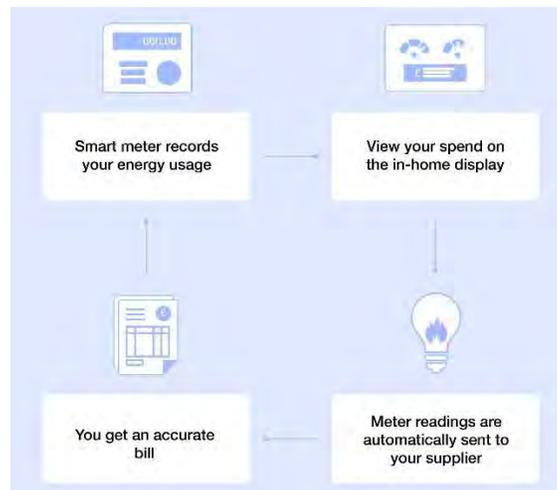 Smart meter records
your energy usage
View your spend on
the in-home display
Meter readings are
automatically sent to
your supplier
You get an accurate
bill